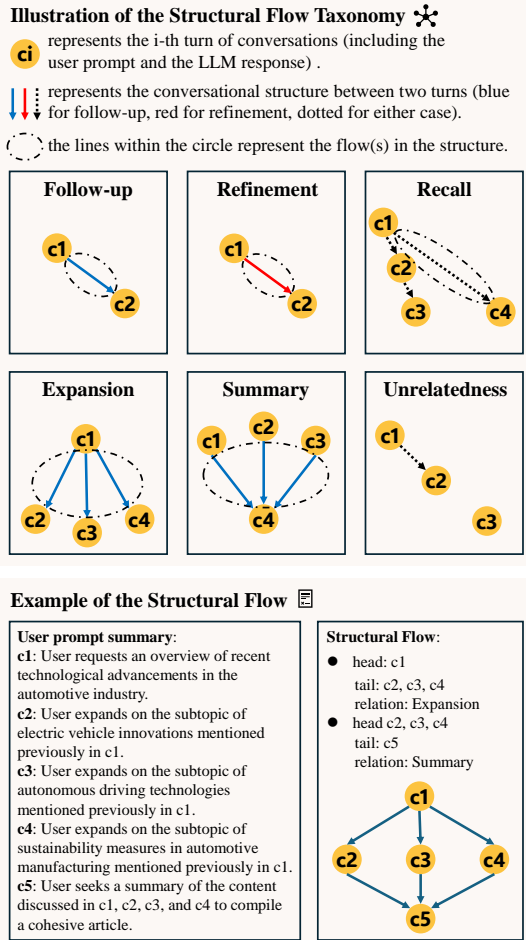 Illustration of the Structural Flow Taxonomy
ci
represents the i-th turn of conversations (including the
user prompt and the LLM response) .
represents the conversational structure between two turns (blue
for follow-up, red for refinement, dotted for either case).
the lines within the circle represent the flow(s) in the structure.
Follow-up
c1
c2
Refinement
c1
c2
Recall
c1
c2
c3
c4
Expansion
c1
c2
c3
c4
Summary
c1
c2
c3
c4
Unrelatedness
c1
c2
c3
Example of the Structural Flow
User prompt summary:
c1: User requests an overview of recent
technological advancements in the
automotive industry.
c2: User expands on the subtopic of
electric vehicle innovations mentioned
previously in c1.
c3: User expands on the subtopic of
autonomous driving technologies
mentioned previously in c1.
c4: User expands on the subtopic of
sustainability measures in automotive
manufacturing mentioned previously in c1.
c5: User seeks a summary of the content
discussed in c1, c2, c3, and c4 to compile
a cohesive article.
Structural Flow:
● head: c1
tail: c2, c3, c4
relation: Expansion
● head c2, c3, c4
tail: c5
relation: Summary
c1
c2
c3
c4
c5